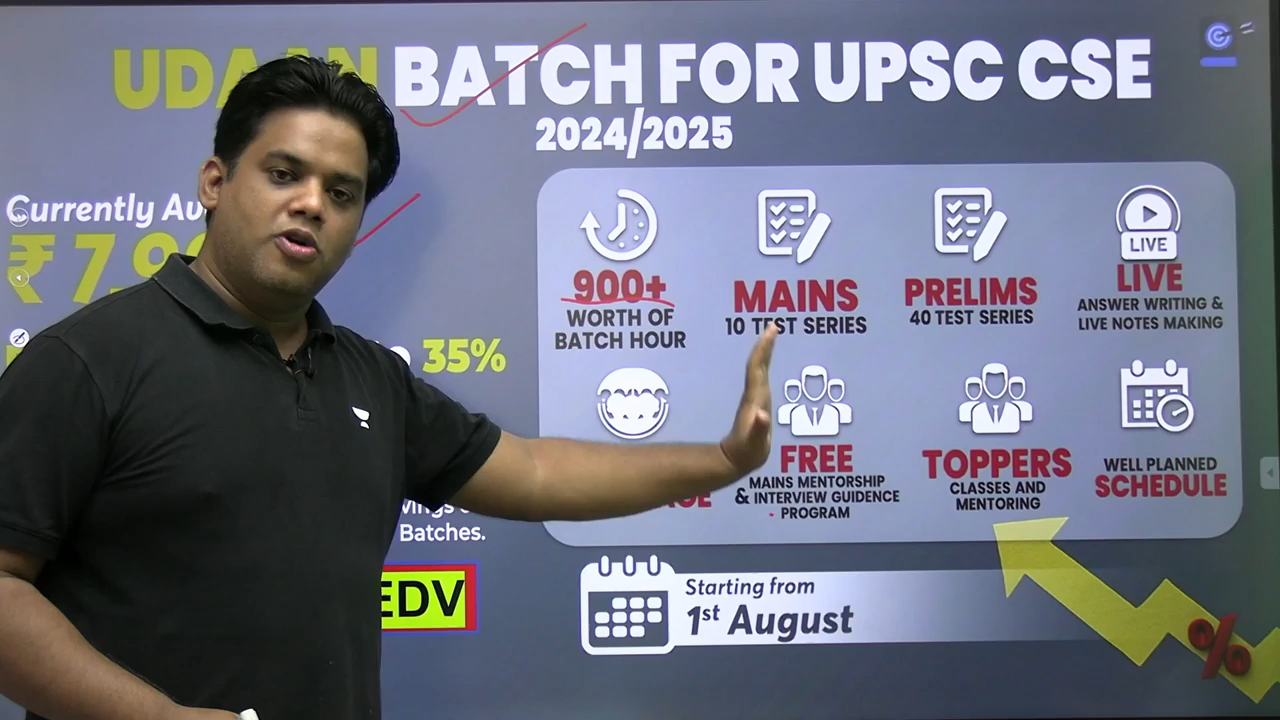 BATCH FOR UPSC CSE
2024/2025
Currently
₹ 7,9
35%
Batches.
EDV
900+
WORTH OF
BATCH HOUR
MAINS
10 TEST SERIES
PRELIMS
40 TEST SERIES
LIVE
LIVE
ANSWER WRITING &
LIVE NOTES MAKING
FREE
MAINS MENTORSHIP
& INTERVIEW GUIDENCE
PROGRAM
TOPPERS
CLASSES AND
MENTORING
WELL PLANNED
SCHEDULE
Starting from
1st August
%